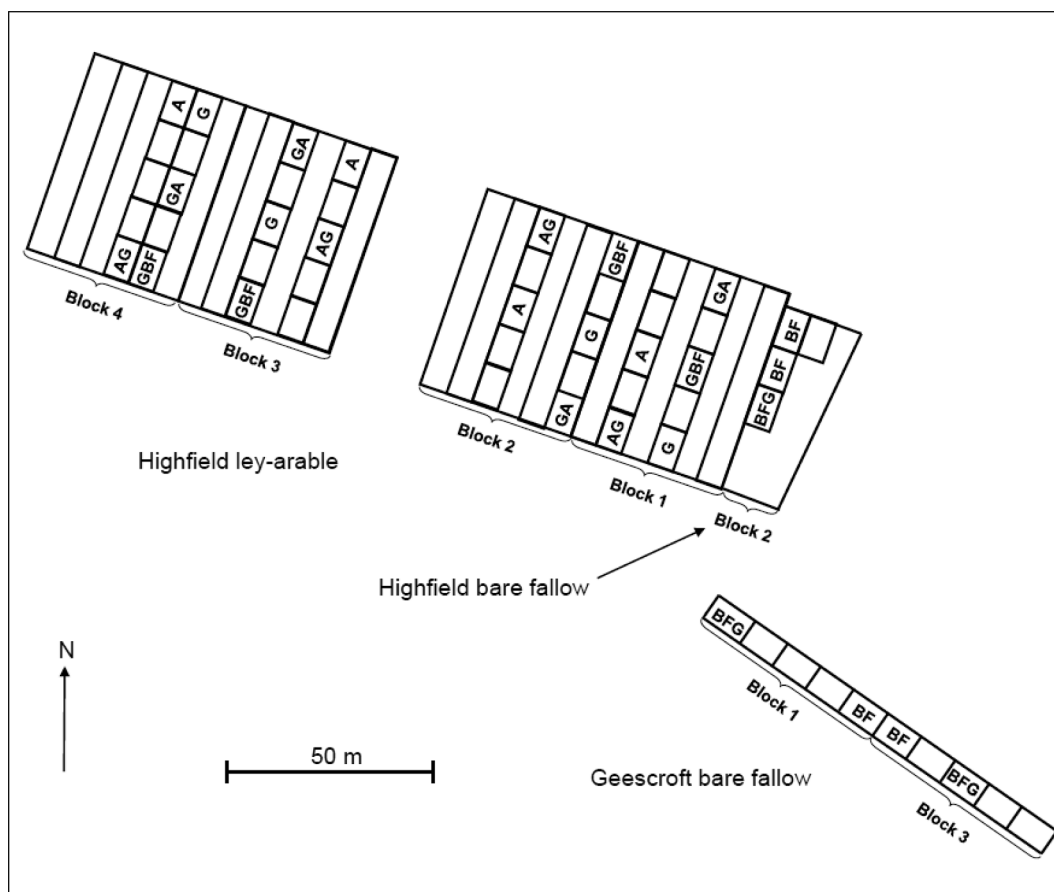 A
G
GA
AG
GBF
Block 4
GA
A
G
AG
GBF
Block 3
AG
A
GA
Block 2
GBF
G
GA
A
GBF
AG
G
Block 1
BF
BF
BFG
Block 2
Highfield ley-arable
Highfield bare fallow
N
50 m
BFG
BF
Block 1
BF
BFG
Block 3
Geescroft bare fallow